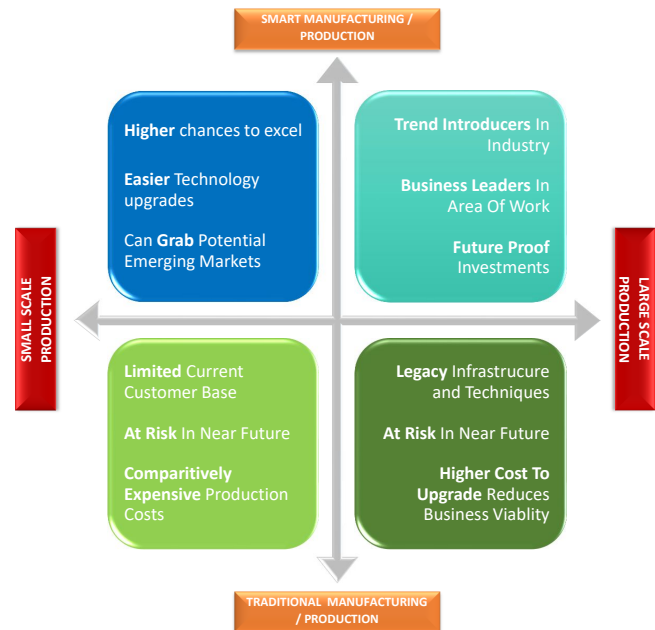 SMART MANUFACTURING /
PRODUCTION
Higher chances to excel
Easier Technology
upgrades
Can Grab Potential
Emerging Markets
Trend Introducers In
Industry
Business Leaders In
Area Of Work
Future Proof
Investments
SMALL SCALE
PRODUCTION
LARGE SCALE
PRODUCTION
Limited Current
Customer Base
At Risk In Near Future
Comparitively
Expensive Production
Costs
Legacy Infrastrucure
and Techniques
At Risk In Near Future
Higher Cost To
Upgrade Reduces
Business Viablity
TRADITIONAL MANUFACTURING
/ PRODUCTION